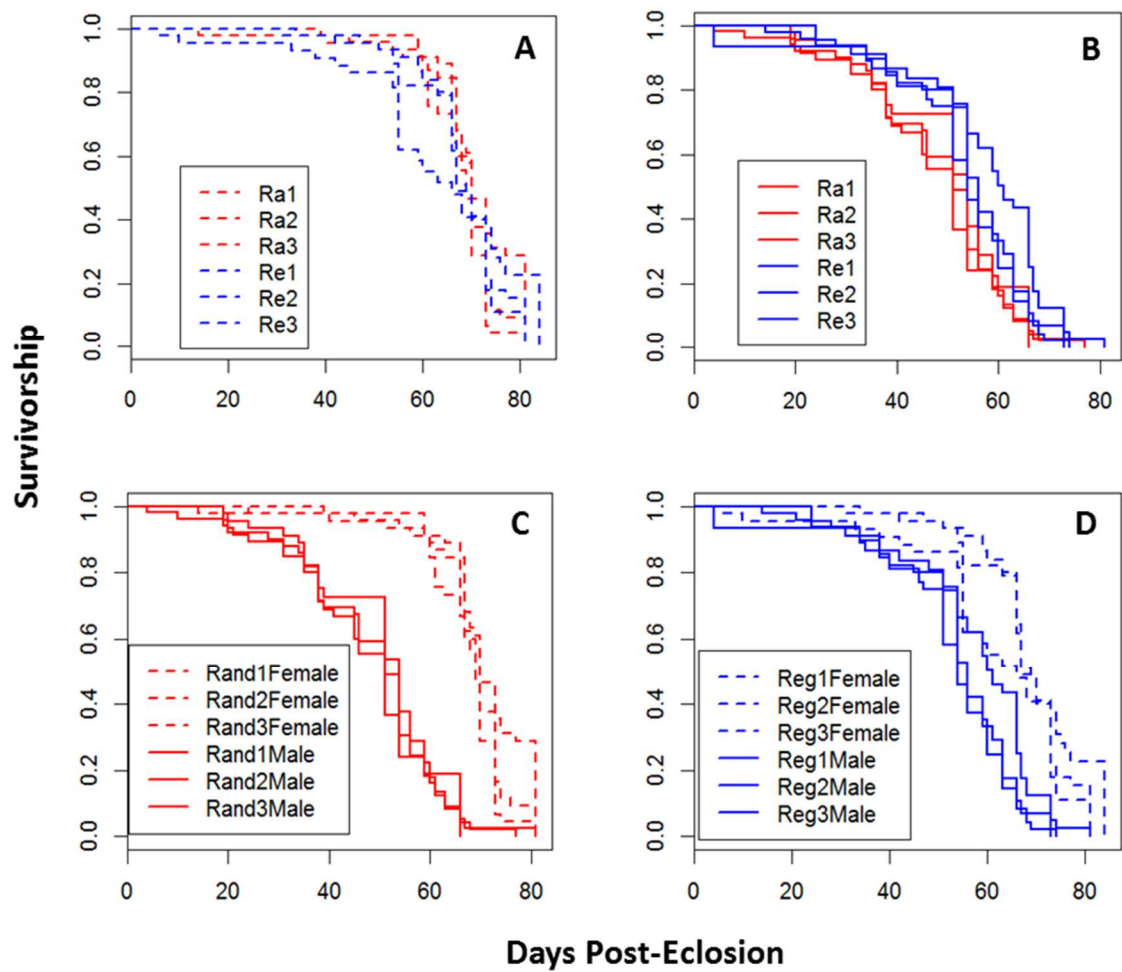 A
1.0
0.8
0.6
0.4
0.2
0.0
Ra1
Ra2
Ra3
Re1
Re2
Re3
0 20 40 60 80
B
1.0
0.8
0.6
0.4
0.2
0.0
Ra1
Ra2
Ra3
Re1
Re2
Re3
0 20 40 60 80
Survivorship
C
1.0
0.8
0.6
0.4
0.2
0.0
Rand1Female
Rand2Female
Rand3Female
Rand1Male
Rand2Male
Rand3Male
0 20 40 60 80
D
1.0
0.8
0.6
0.4
0.2
0.0
Reg1Female
Reg2Female
Reg3Female
Reg1Male
Reg2Male
Reg3Male
0 20 40 60 80
Days Post-Eclosion